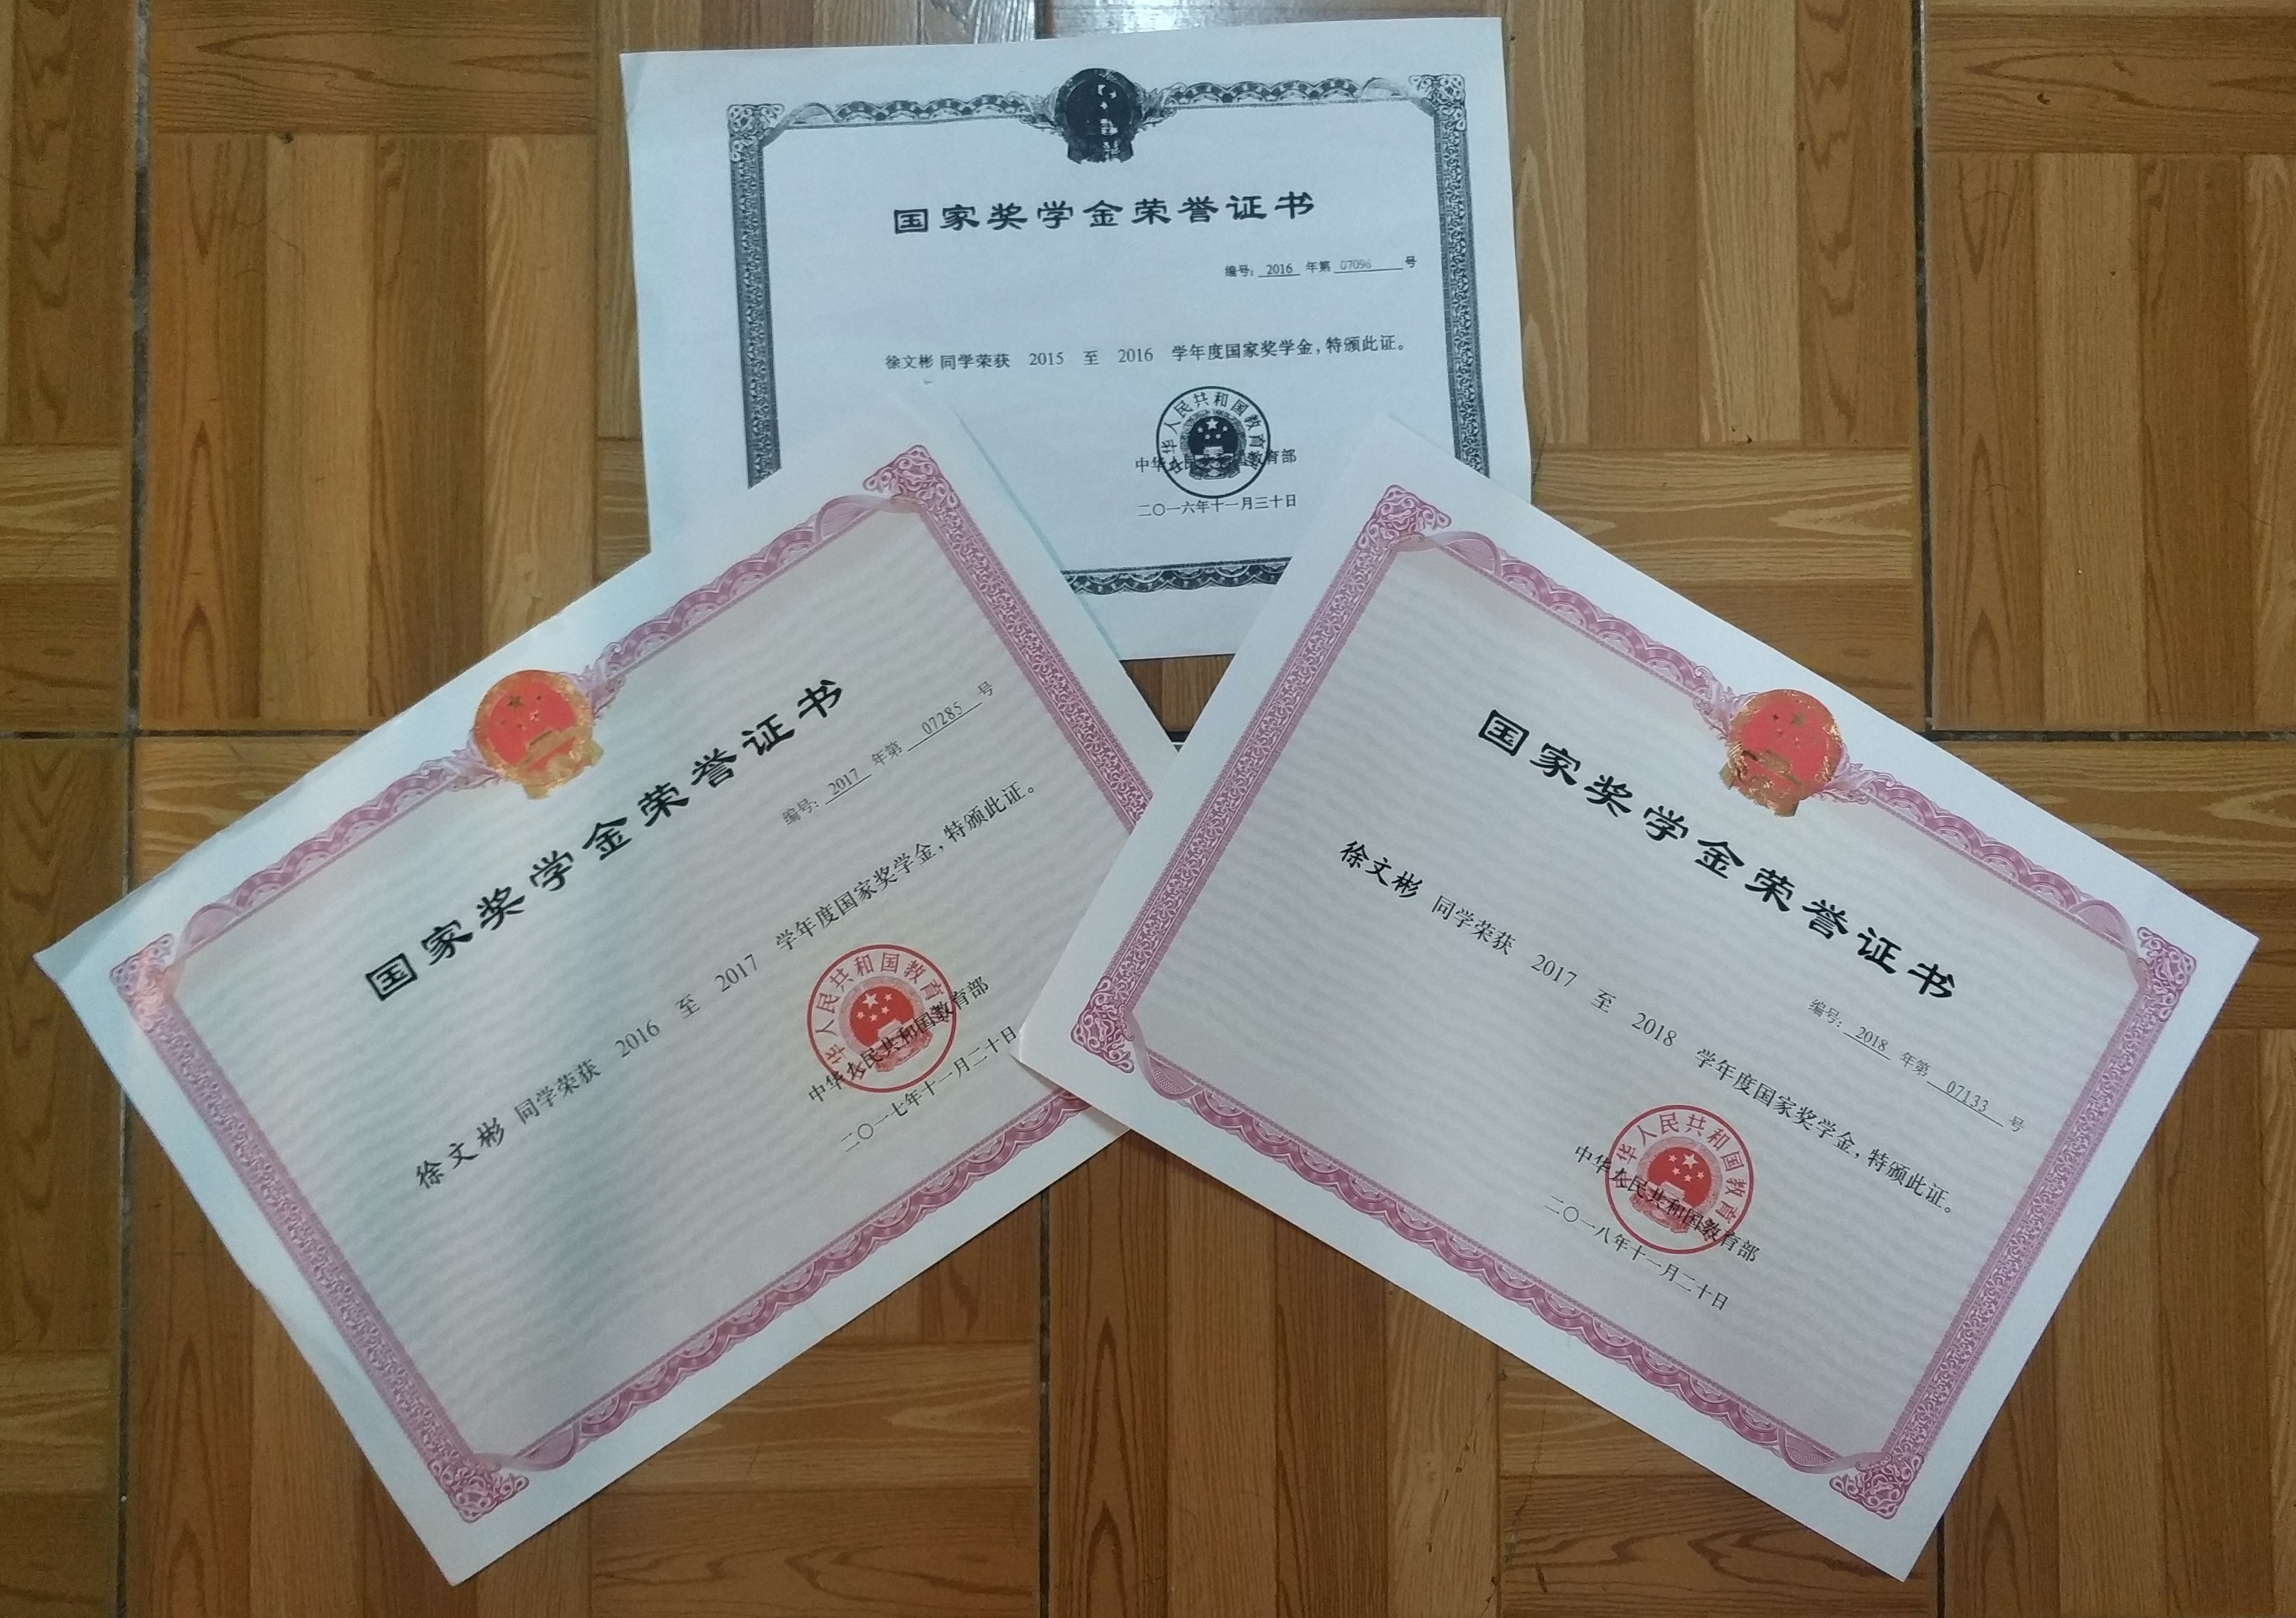 国家奖学金荣誉证书
编号: 2016 年第 07096 号
徐文彬 同学荣获 2015 至 2016 学年度国家奖学金,特颁此证。
中华人民共和国教育部
中华人民共和国教育部
二〇一六年十一月三十日
国家奖学金荣誉证书
编号: 2017 年第 07285 号
徐文彬 同学荣获 2016 至 2017 学年度国家奖学金,特颁此证。
中华人民共和国教育部
中华人民共和国教育部
二〇一七年十一月二十日
国家奖学金荣誉证书
编号: 2018 年第 07133 号
徐文彬 同学荣获 2017 至 2018 学年度国家奖学金,特颁此证。
中华人民共和国教育部
中华人民共和国教育部
二〇一八年十一月二十日